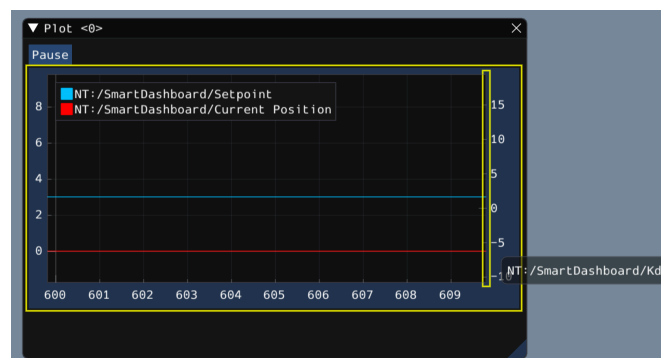 ▼ Plot <0>
Pause
NT:/SmartDashboard/Setpoint
NT:/SmartDashboard/Current Position
8
6
4
2
0
15
10
5
0
-5
-10
NT:/SmartDashboard/Kd
600 601 602 603 604 605 606 607 608 609